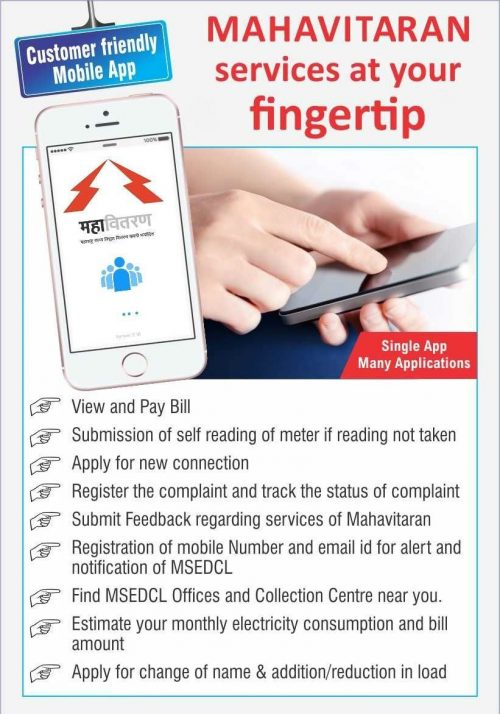 Customer friendly
Mobile App
MAHAVITARAN
services at your
fingertip
100%
महावितरण
महाराष्ट्र राज्य विद्युत वितरण कंपनी मर्यादित
Single App
Many Applications
View and Pay Bill
Submission of self reading of meter if reading not taken
Apply for new connection
Register the complaint and track the status of complaint
Submit Feedback regarding services of Mahavitaran
Registration of mobile Number and email id for alert and
notification of MSEDCL
Find MSEDCL Offices and Collection Centre near you.
Estimate your monthly electricity consumption and bill
amount
Apply for change of name & addition/reduction in load